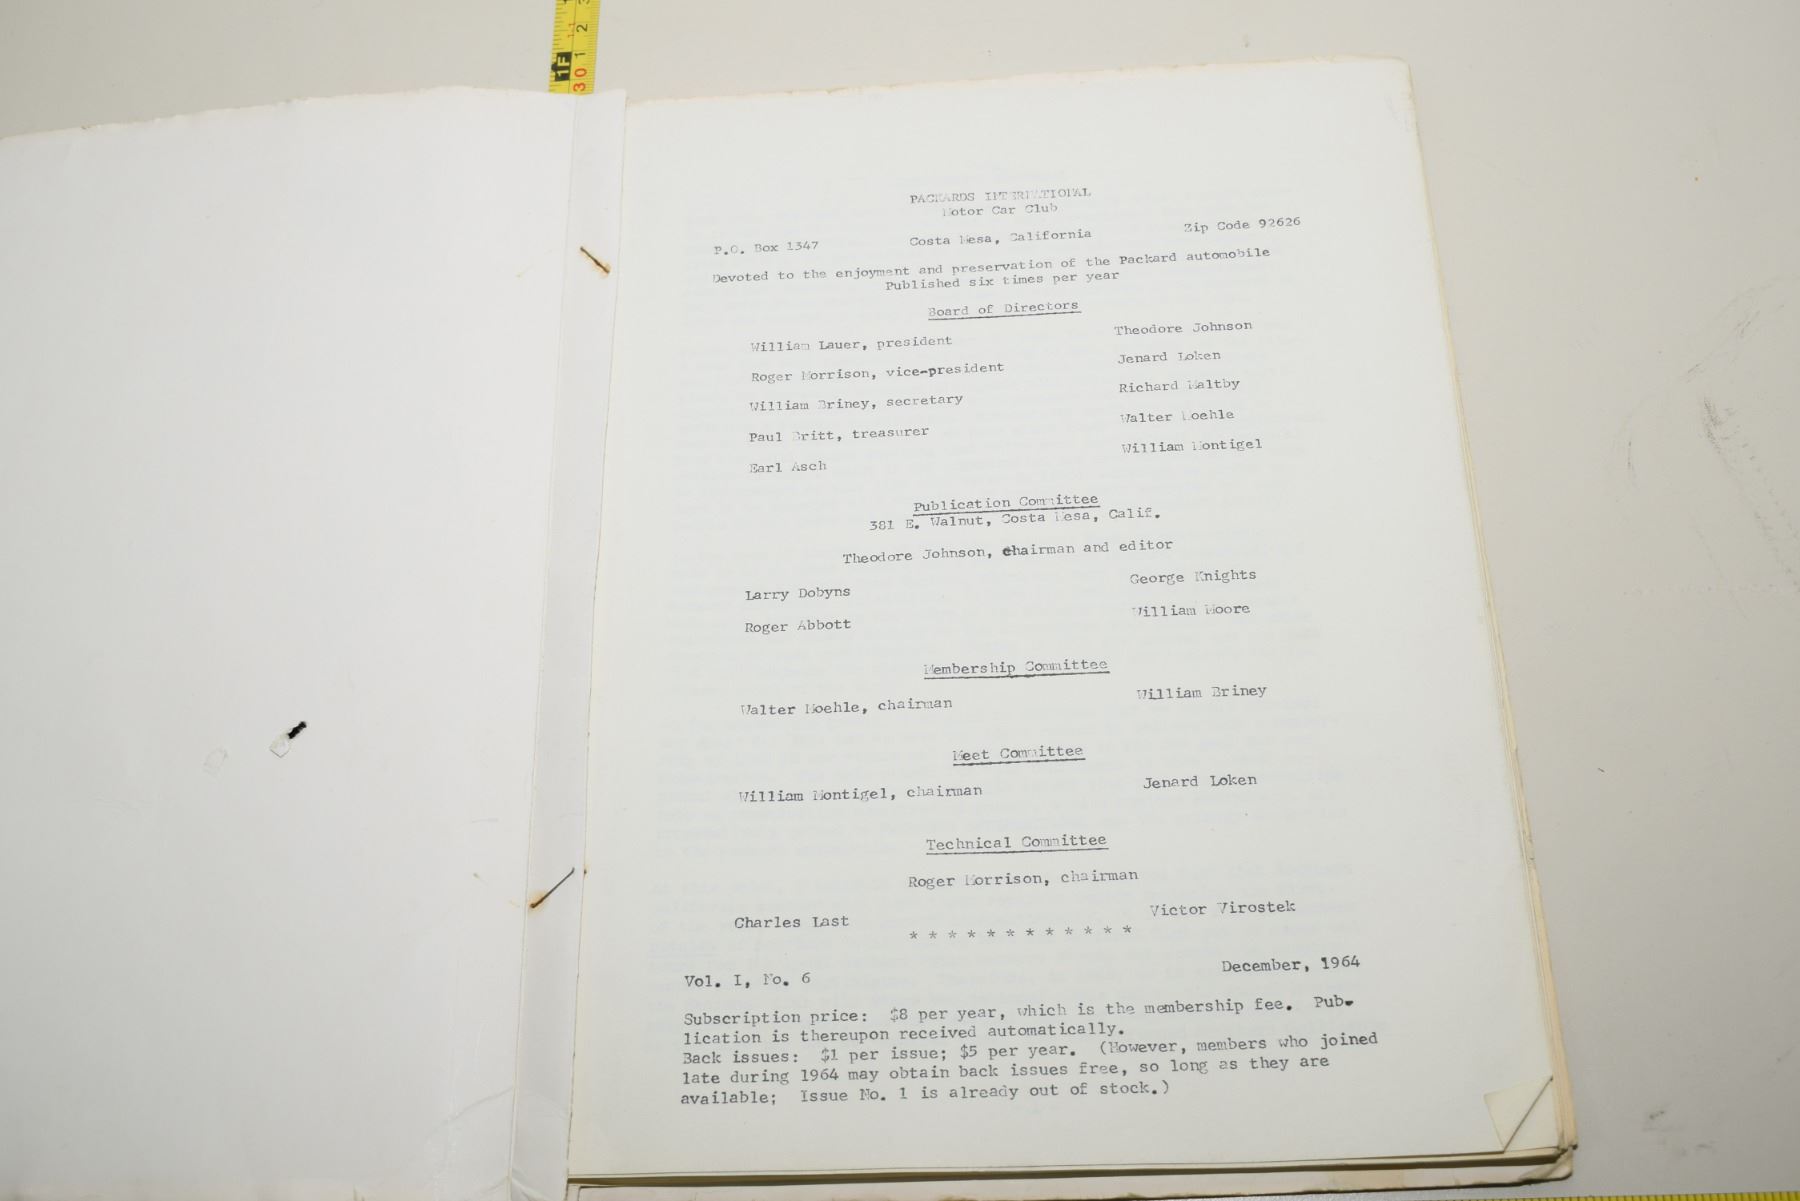 1F
30 1 2 3
PACKARDS INTERNATIONAL
Motor Car Club
P.O. Box 1347 Costa Mesa, California Zip Code 92626
Devoted to the enjoyment and preservation of the Packard automobile
Published six times per year
Board of Directors
William Lauer, president Theodore Johnson
Roger Morrison, vice-president Jenard Loken
William Briney, secretary Richard Maltby
Paul Britt, treasurer Walter Moehle
Earl Asch William Montigel
Publication Committee
381 E. Walnut, Costa Mesa, Calif.
Theodore Johnson, chairman and editor
Larry Dobyns George Knights
Roger Abbott William Moore
Membership Committee
Walter Moehle, chairman William Briney
Meet Committee
William Montigel, chairman Jenard Loken
Technical Committee
Roger Morrison, chairman
Charles Last Victor Virostek
* * * * * * * * * * * *
Vol. I, No. 6 December, 1964
Subscription price: $8 per year, which is the membership fee. Pub-
lication is thereupon received automatically.
Back issues: $1 per issue; $5 per year. (However, members who joined
late during 1964 may obtain back issues free, so long as they are
available; Issue No. 1 is already out of stock.)